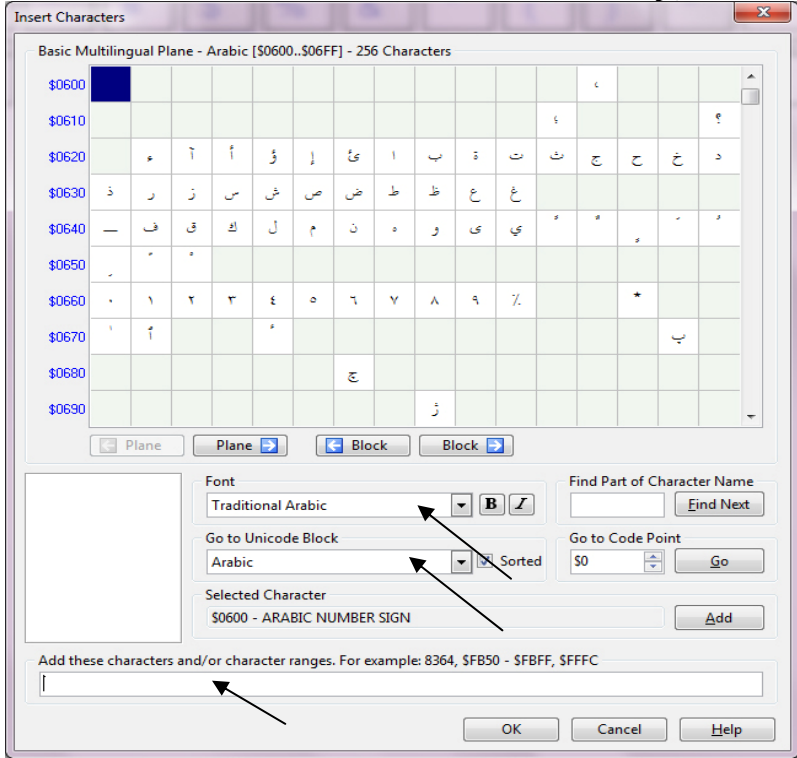 Insert Characters
Basic Multilingual Plane - Arabic [$0600..$06FF] - 256 Characters
$0600 ،
$0610 ؛ ؟
$0620 ء آ أ ؤ إ ئ ا ب ة ت ث ج ح خ د
$0630 ذ ر ز س ش ص ض ط ظ ع غ
$0640 ـ ف ق ك ل م ن ه و ى ي ً ٌ ٍ َ ُ
$0650 ِ ّ ْ
$0660 ٠ ١ ٢ ٣ ٤ ٥ ٦ ٧ ٨ ٩ ٪ ٭
$0670 ٰ ٱ ٴ پ
$0680 چ
$0690 ژ
Plane Plane Block Block
Font
Traditional Arabic B I
Find Part of Character Name
Find Next
Go to Unicode Block
Arabic Sorted
Go to Code Point
$0 Go
Selected Character
$0600 - ARABIC NUMBER SIGN Add
Add these characters and/or character ranges. For example: 8364, $FB50 - $FBFF, $FFFC
OK Cancel Help